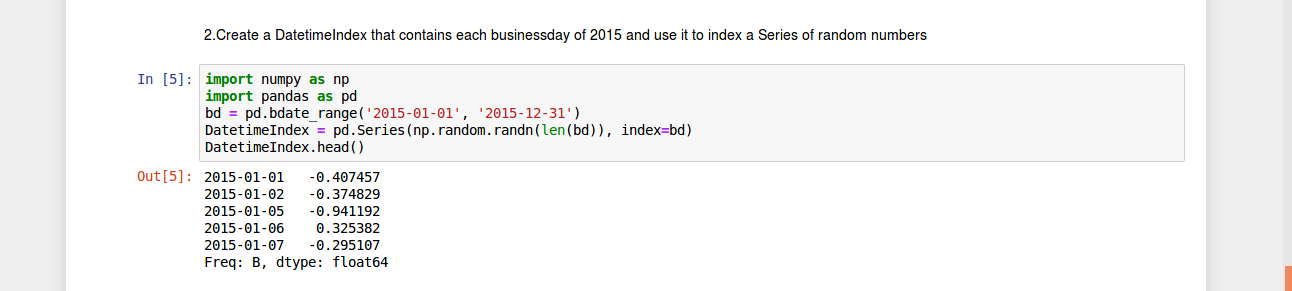 2.Create a DatetimeIndex that contains each businessday of 2015 and use it to index a Series of random numbers
In [5]: import numpy as np
import pandas as pd
bd = pd.bdate_range('2015-01-01', '2015-12-31')
DatetimeIndex = pd.Series(np.random.randn(len(bd)), index=bd)
DatetimeIndex.head()
Out[5]: 2015-01-01   -0.407457
2015-01-02   -0.374829
2015-01-05   -0.941192
2015-01-06    0.325382
2015-01-07   -0.295107
Freq: B, dtype: float64